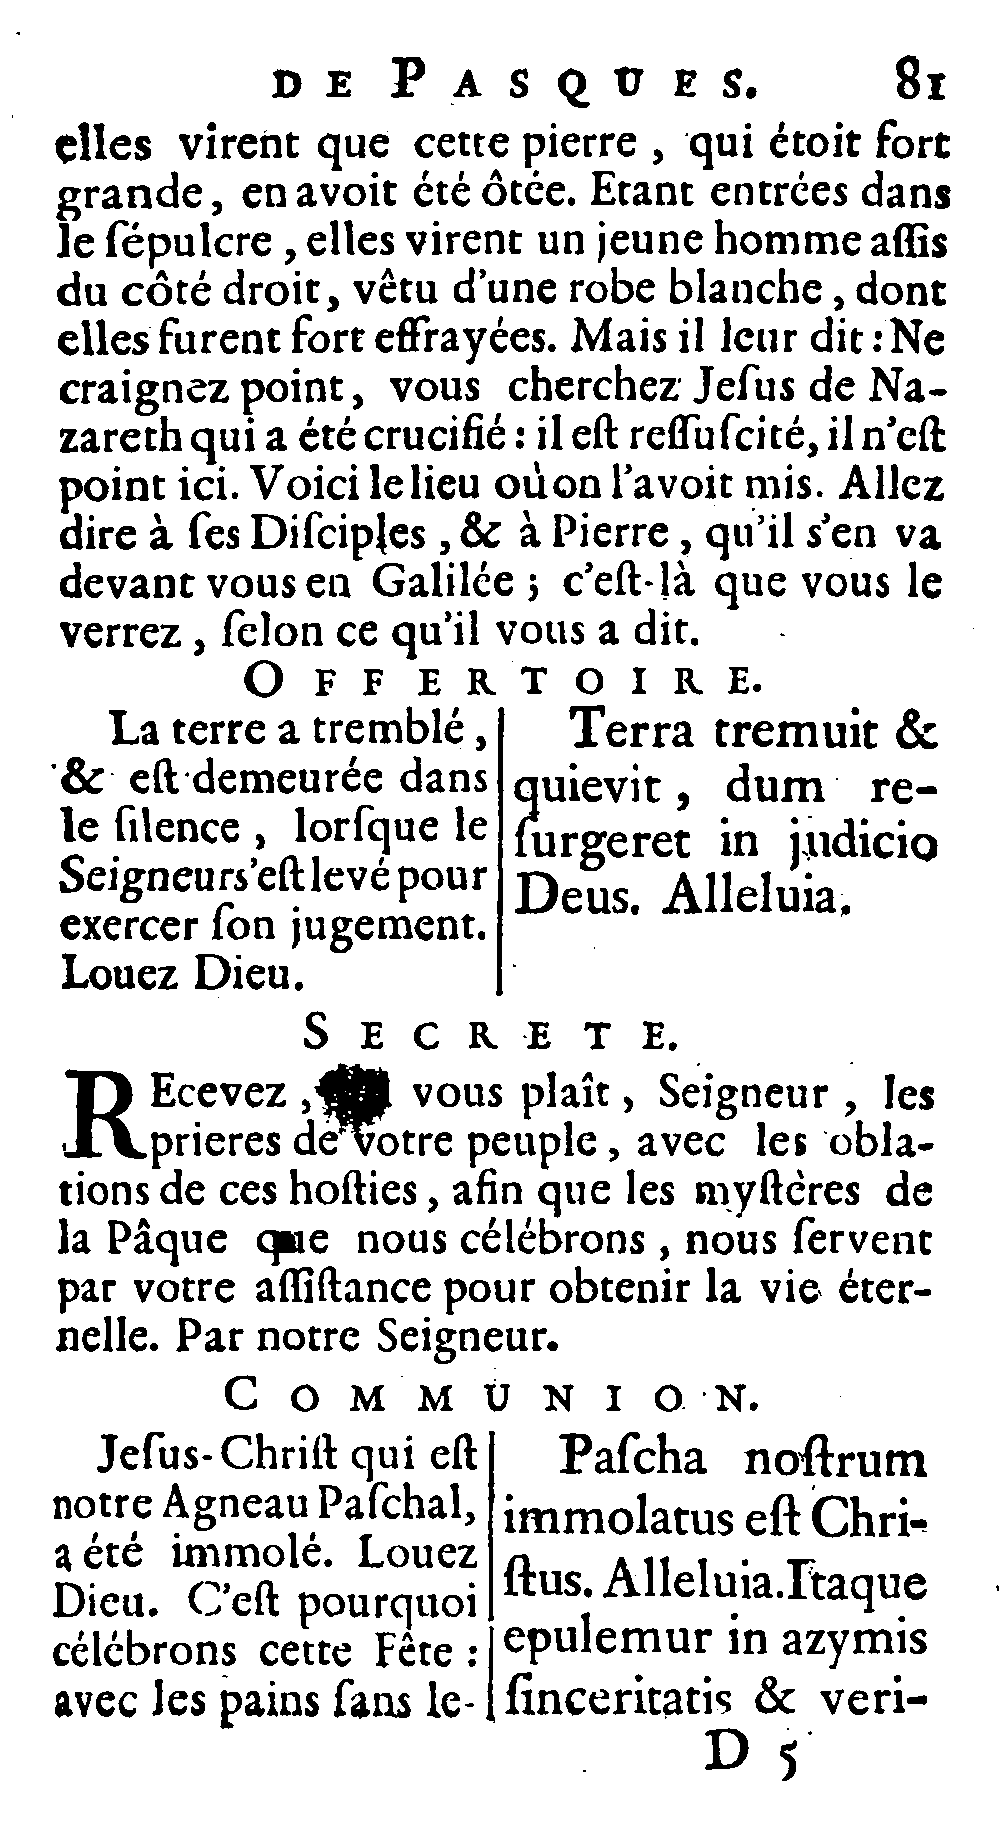 DE PASQUES. 81
elles virent que cette pierre, qui étoit fort
grande, en avoit été ôtée. Etant entrées dans
le ſépulcre, elles virent un jeune homme aſſis
du côté droit, vêtu d'une robe blanche, dont
elles furent fort effrayées. Mais il leur dit : Ne
craignez point, vous cherchez Jeſus de Na-
zareth qui a été crucifié : il eſt reſſuſcité, il n'eſt
point ici. Voici le lieu où on l'avoit mis. Allez
dire à ſes Diſciples, & à Pierre, qu'il s'en va
devant vous en Galilée ; c'eſt-là que vous le
verrez, ſelon ce qu'il vous a dit.
OFFERTOIRE.
La terre a tremblé,
& eſt demeurée dans
le ſilence, lorſque le
Seigneur s'eſt levé pour
exercer ſon jugement.
Louez Dieu.
Terra tremuit &
quievit, dum re-
ſurgeret in judicio
Deus. Alleluia.
SECRETE.
REcevez, vous plaît, Seigneur, les
prieres de votre peuple, avec les obla-
tions de ces hoſties, afin que les myſtères de
la Pâque que nous célébrons, nous ſervent
par votre aſſiſtance pour obtenir la vie éter-
nelle. Par notre Seigneur.
COMMUNION.
Jeſus-Chriſt qui eſt
notre Agneau Paſchal,
a été immolé. Louez
Dieu. C'eſt pourquoi
célébrons cette Fête :
avec les pains ſans le-
Paſcha noſtrum
immolatus eſt Chri-
ſtus. Alleluia. Itaque
epulemur in azymis
ſinceritatis & veri-
D 5